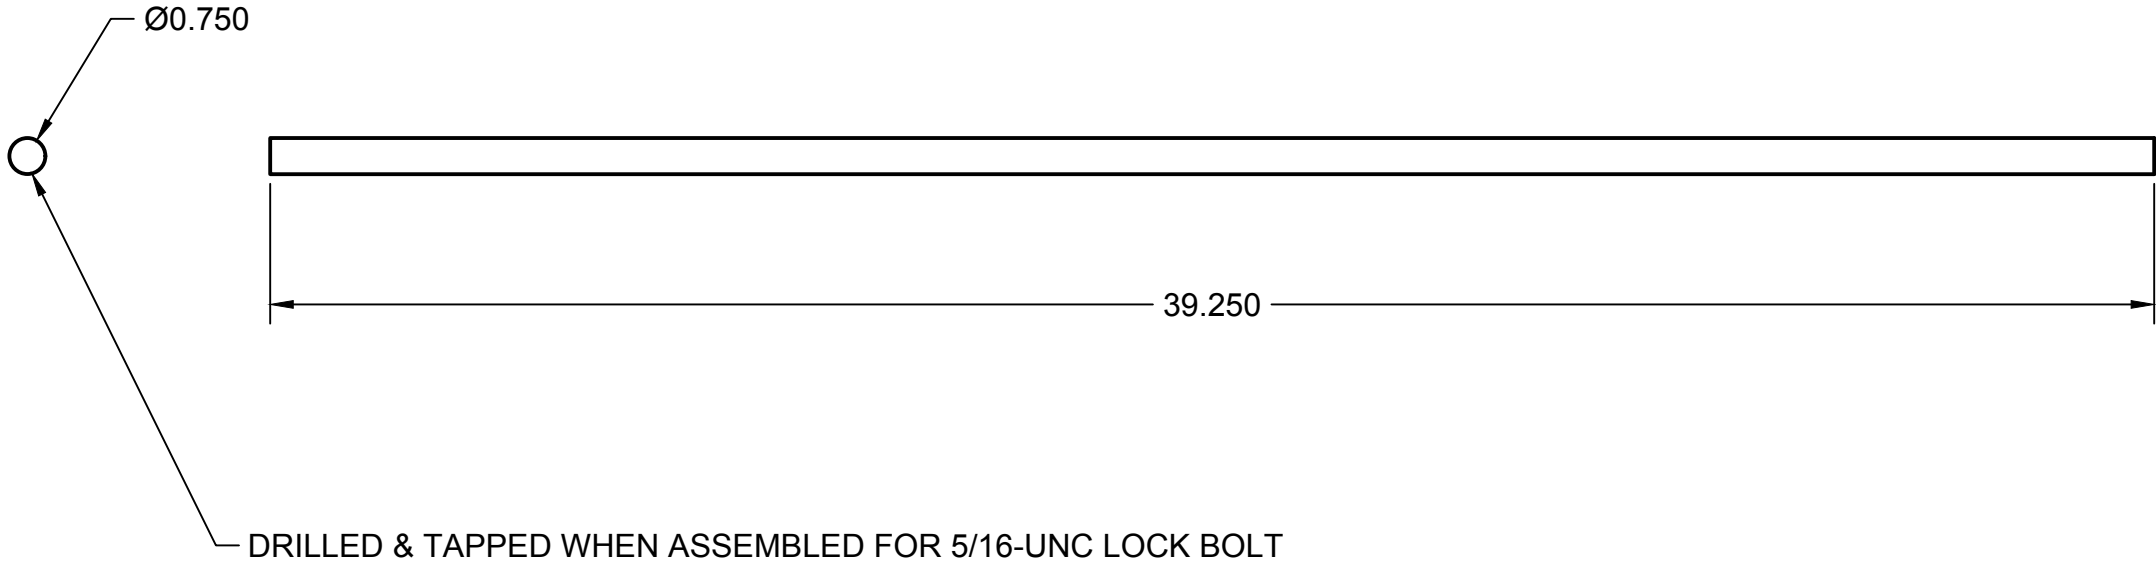 Ø0.750
39.250
DRILLED & TAPPED WHEN ASSEMBLED FOR 5/16-UNC LOCK BOLT